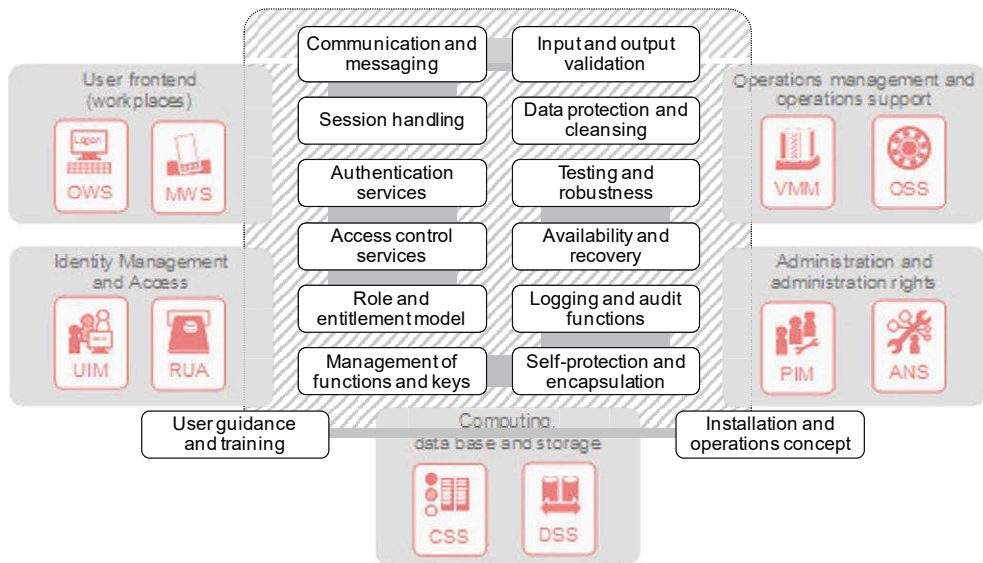 Communication and
messaging
Input and output
validation
User frontend
(workplaces)
Logon
OWS
MWS
Session handling
Data protection and
cleansing
Operations management and
operations support
VMM
OSS
Authentication
services
Testing and
robustness
Access control
services
Availability and
recovery
Identity Management
and Access
UIM
RUA
Role and
entitlement model
Logging and audit
functions
Administration and
administration rights
PIM
ANS
Management of
functions and keys
Self-protection and
encapsulation
User guidance
and training
Computing,
data base and storage
CSS
DSS
Installation and
operations concept